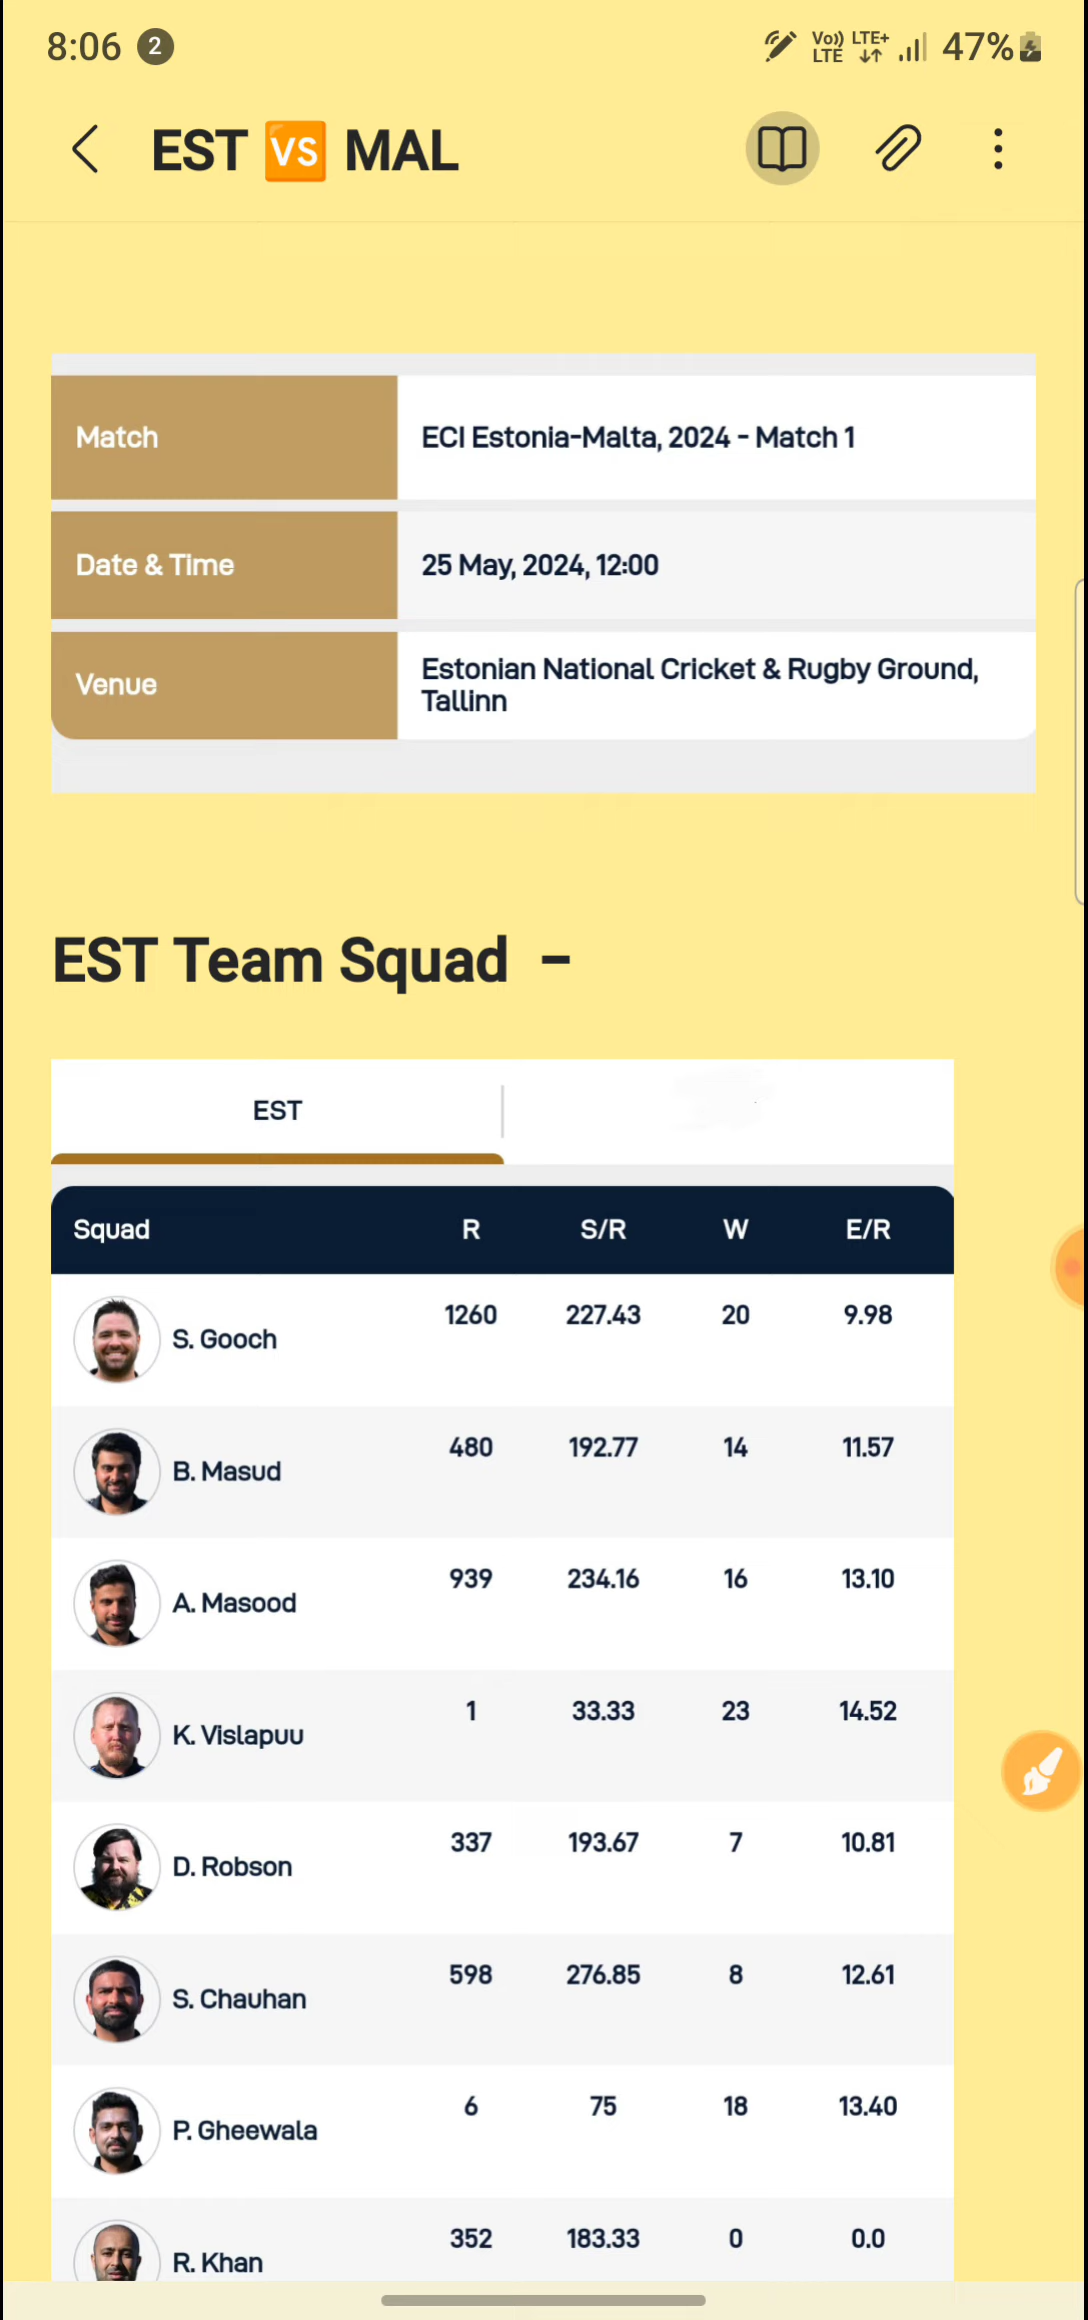 8:06 2 Vo)) LTE LTE+ 47%
EST VS MAL
Match ECI Estonia-Malta, 2024 - Match 1
Date & Time 25 May, 2024, 12:00
Venue Estonian National Cricket & Rugby Ground,
Tallinn
EST Team Squad -
EST
Squad R S/R W E/R
S. Gooch 1260 227.43 20 9.98
B. Masud 480 192.77 14 11.57
A. Masood 939 234.16 16 13.10
K. Vislapuu 1 33.33 23 14.52
D. Robson 337 193.67 7 10.81
S. Chauhan 598 276.85 8 12.61
P. Gheewala 6 75 18 13.40
R. Khan 352 183.33 0 0.0